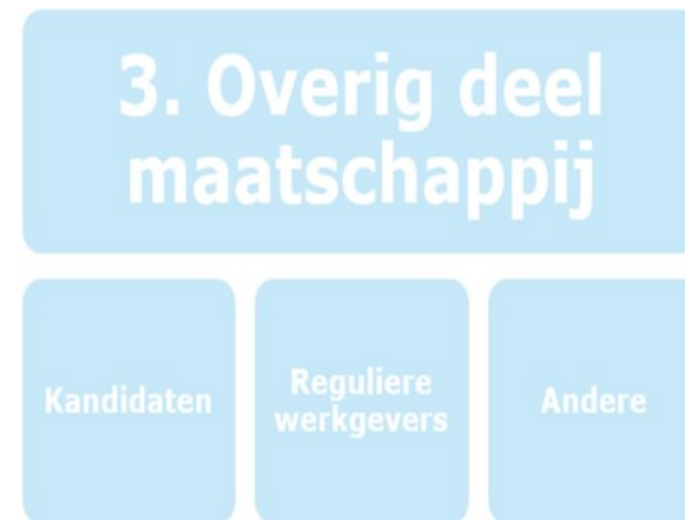 3. Overig deel
maatschappij
Kandidaten
Reguliere
werkgevers
Andere